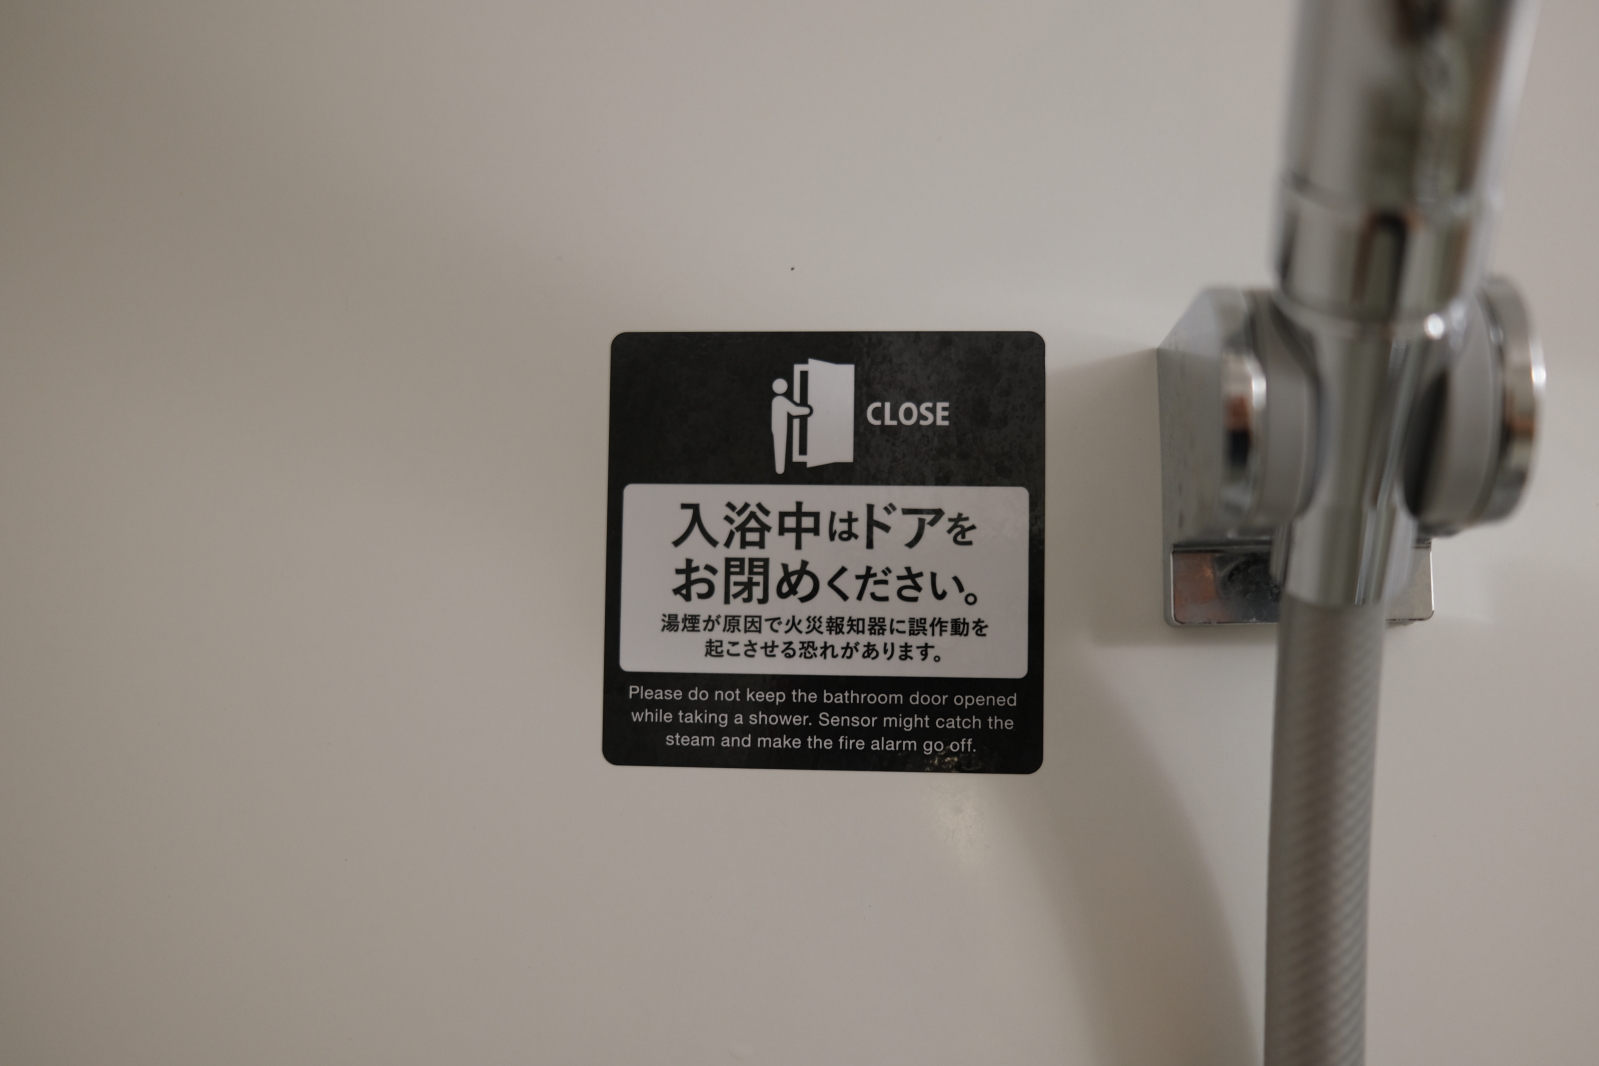 CLOSE
入浴中はドアを
お閉めください。
湯煙が原因で火災報知器に誤作動を
起こさせる恐れがあります。
Please do not keep the bathroom door opened
while taking a shower. Sensor might catch the
steam and make the fire alarm go off.